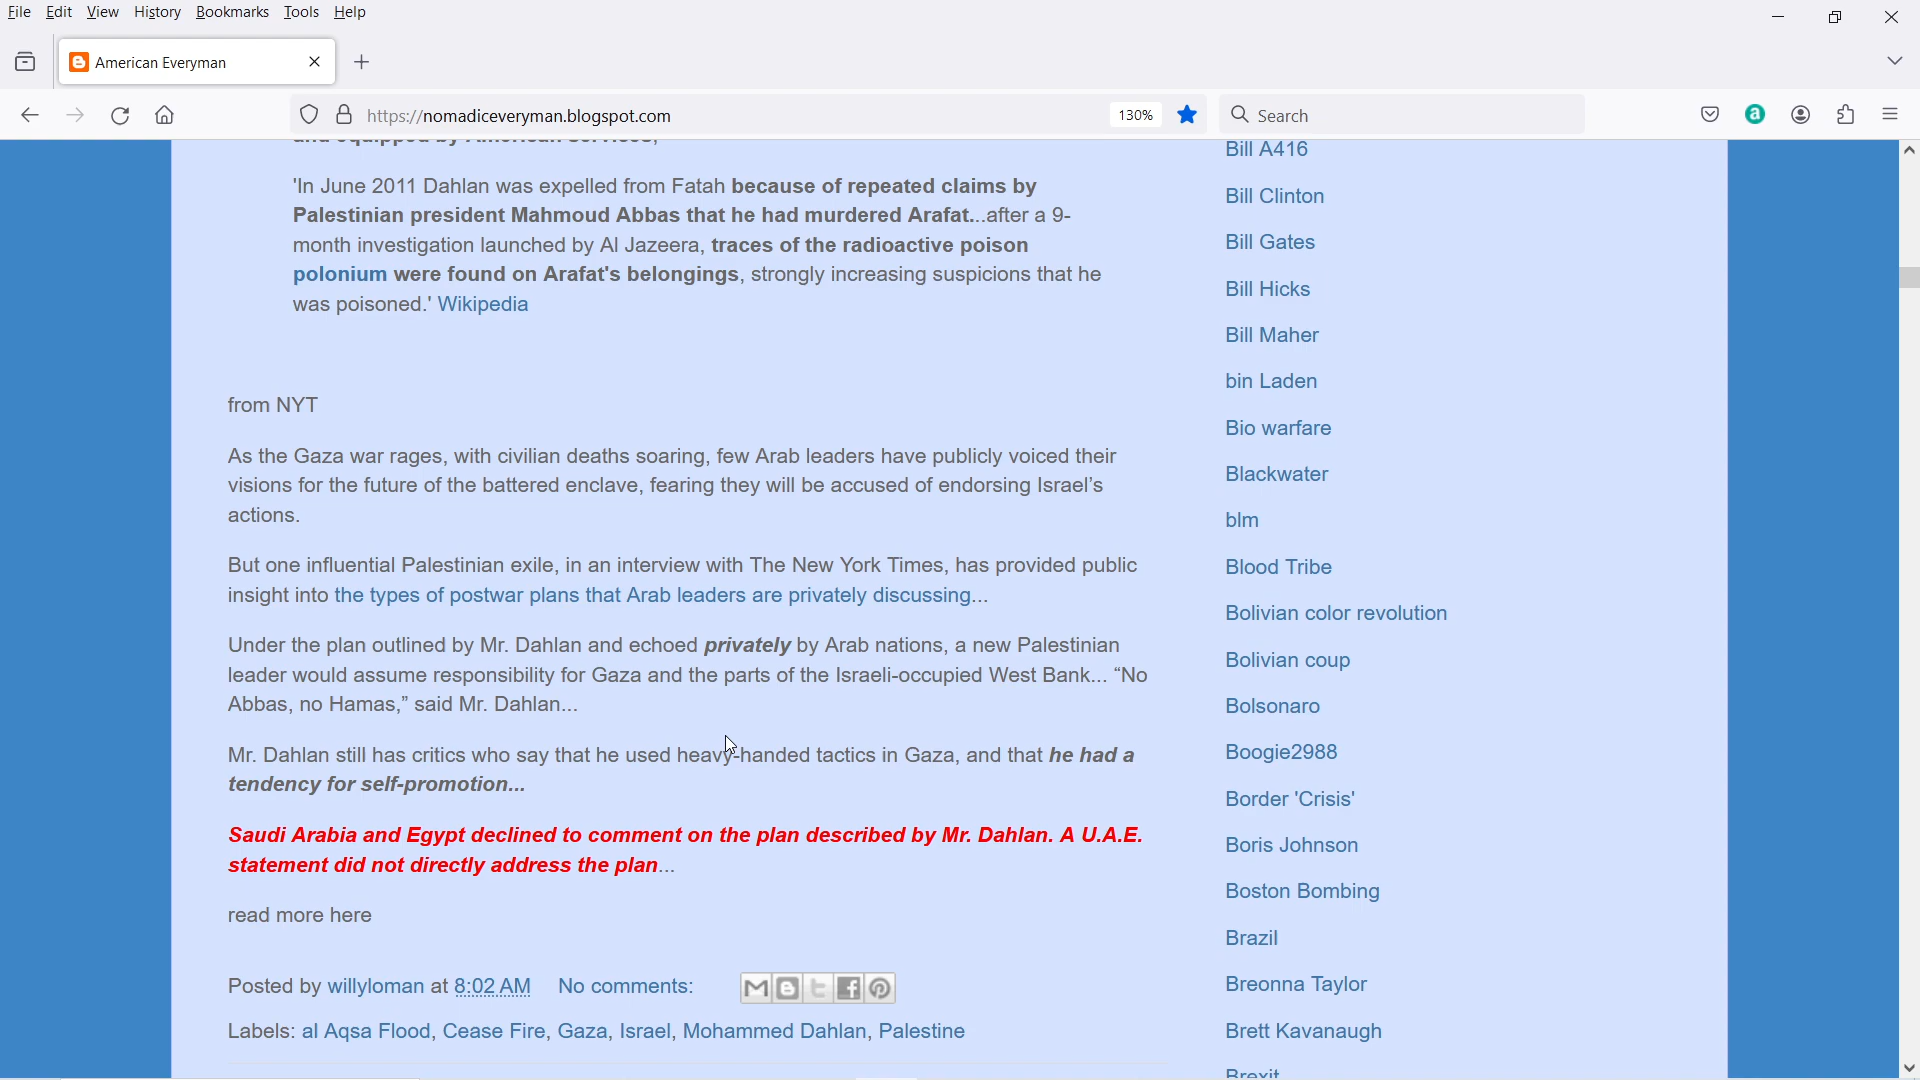 File Edit View History Bookmarks Tools Help
American Everyman
https://nomadiceveryman.blogspot.com
130%
Search
and equipped by American services,
'In June 2011 Dahlan was expelled from Fatah because of repeated claims by
Palestinian president Mahmoud Abbas that he had murdered Arafat...after a 9-
month investigation launched by Al Jazeera, traces of the radioactive poison
polonium were found on Arafat's belongings, strongly increasing suspicions that he
was poisoned.' Wikipedia
from NYT
As the Gaza war rages, with civilian deaths soaring, few Arab leaders have publicly voiced their
visions for the future of the battered enclave, fearing they will be accused of endorsing Israel’s
actions.
But one influential Palestinian exile, in an interview with The New York Times, has provided public
insight into the types of postwar plans that Arab leaders are privately discussing...
Under the plan outlined by Mr. Dahlan and echoed privately by Arab nations, a new Palestinian
leader would assume responsibility for Gaza and the parts of the Israeli-occupied West Bank... “No
Abbas, no Hamas,” said Mr. Dahlan...
Mr. Dahlan still has critics who say that he used heavy-handed tactics in Gaza, and that he had a
tendency for self-promotion...
Saudi Arabia and Egypt declined to comment on the plan described by Mr. Dahlan. A U.A.E.
statement did not directly address the plan...
read more here
Posted by willyloman at 8:02 AM No comments:
Labels: al Aqsa Flood, Cease Fire, Gaza, Israel, Mohammed Dahlan, Palestine
Bill A416
Bill Clinton
Bill Gates
Bill Hicks
Bill Maher
bin Laden
Bio warfare
Blackwater
blm
Blood Tribe
Bolivian color revolution
Bolivian coup
Bolsonaro
Boogie2988
Border 'Crisis'
Boris Johnson
Boston Bombing
Brazil
Breonna Taylor
Brett Kavanaugh
Brexit